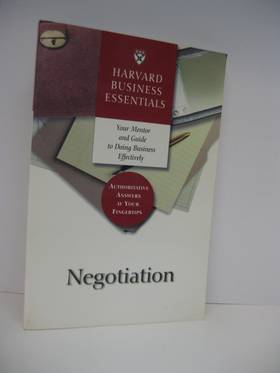 HARVARD
BUSINESS
ESSENTIALS
Your Mentor
and Guide
to Doing Business
Effectively
AUTHORITATIVE
ANSWERS
AT YOUR
FINGERTIPS
Negotiation